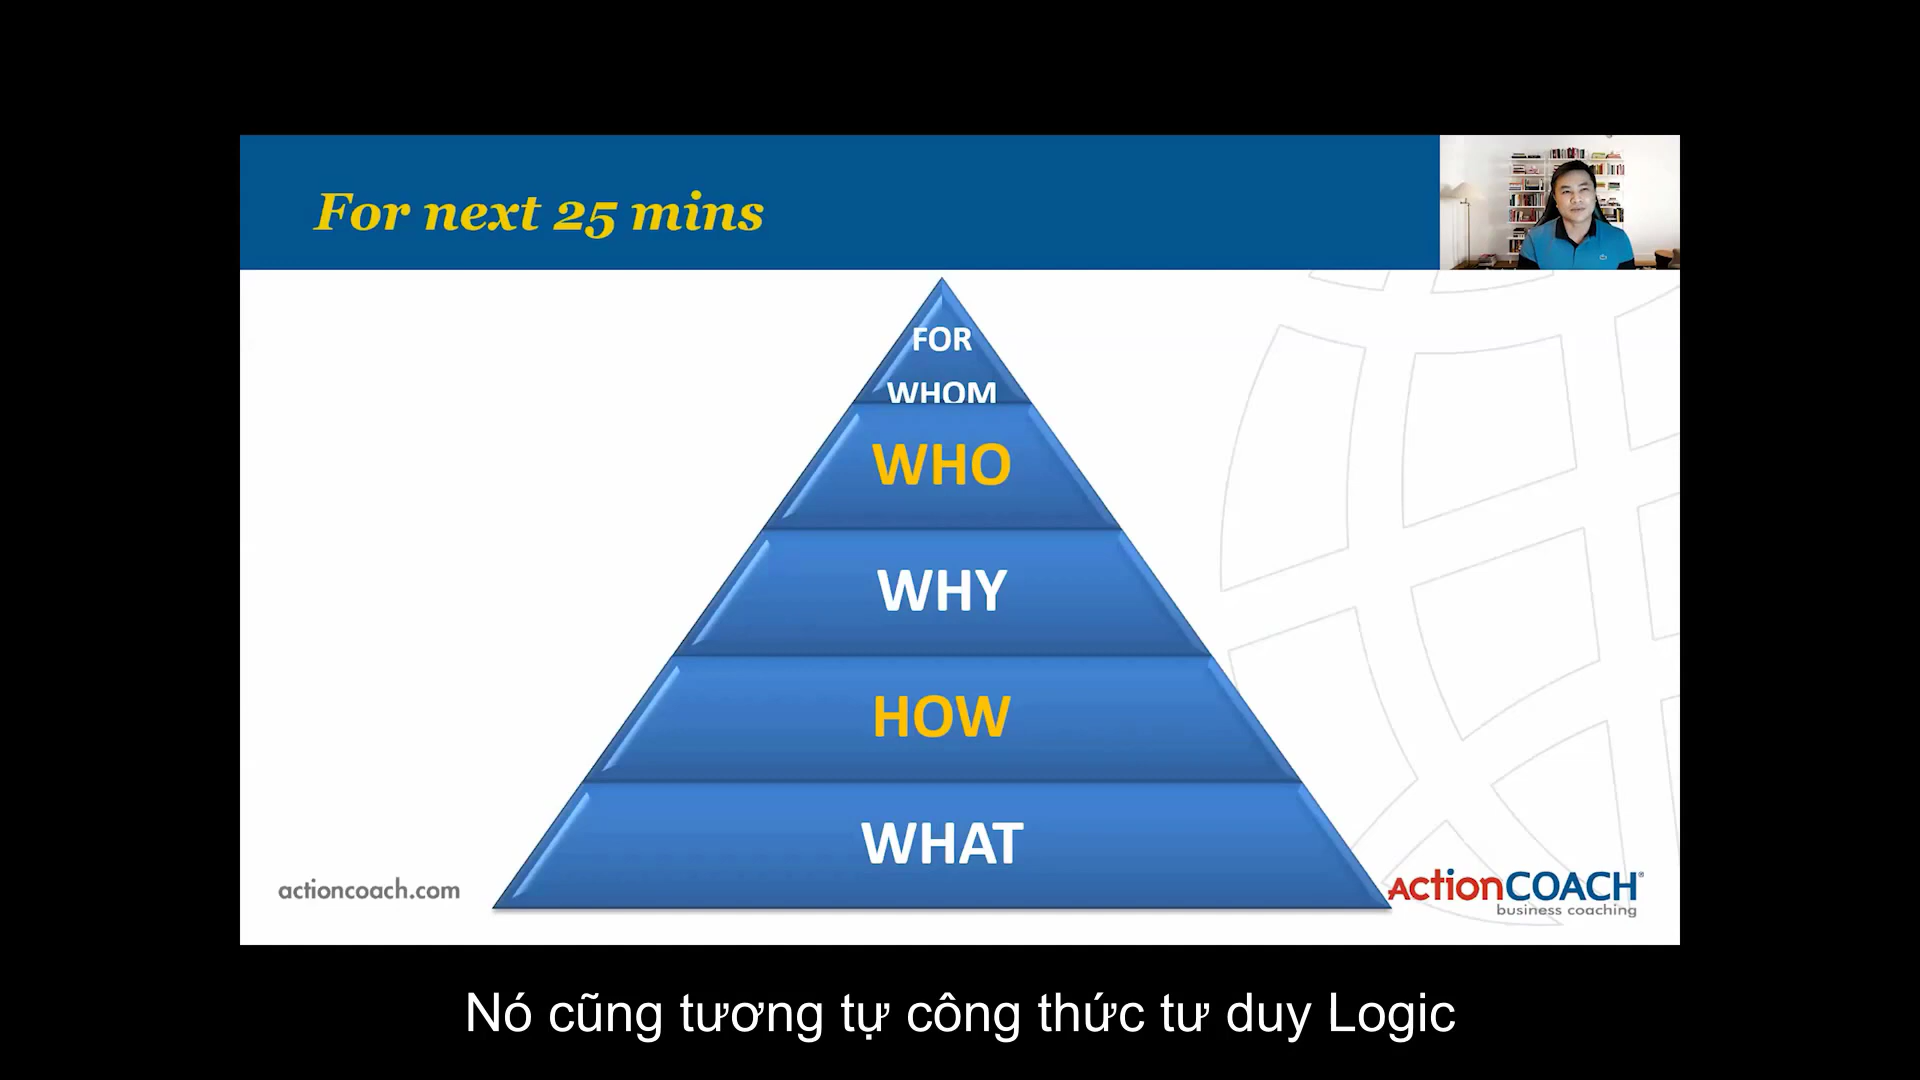 For next 25 mins
FOR
WHOM
WHO
WHY
HOW
WHAT
actioncoach.com
actionCOACH®
business coaching
Nó cũng tương tự công thức tư duy Logic